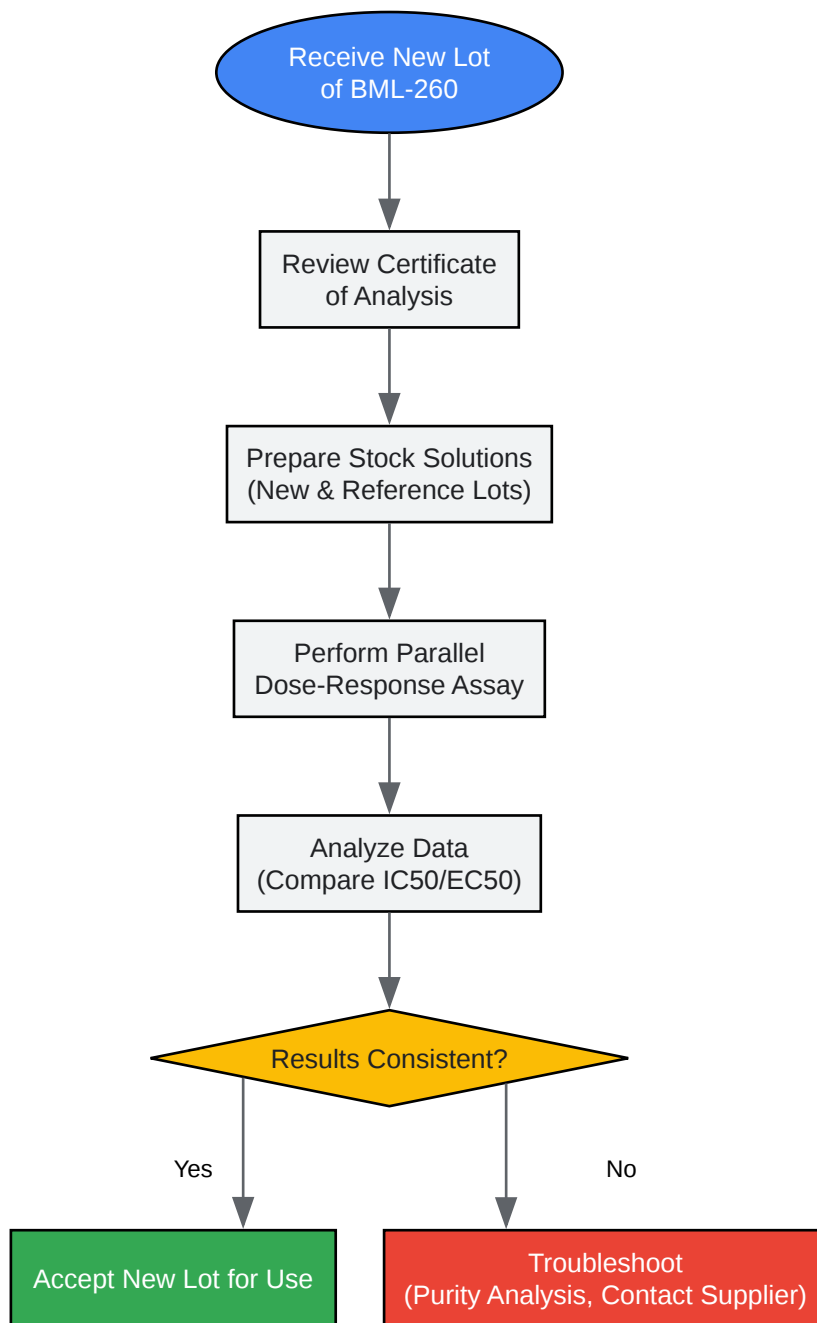 Receive New Lot
of BML-260
Review Certificate
of Analysis
Prepare Stock Solutions
(New & Reference Lots)
Perform Parallel
Dose-Response Assay
Analyze Data
(Compare IC50/EC50)
Results Consistent?
Yes
No
Accept New Lot for Use
Troubleshoot
(Purity Analysis, Contact Supplier)